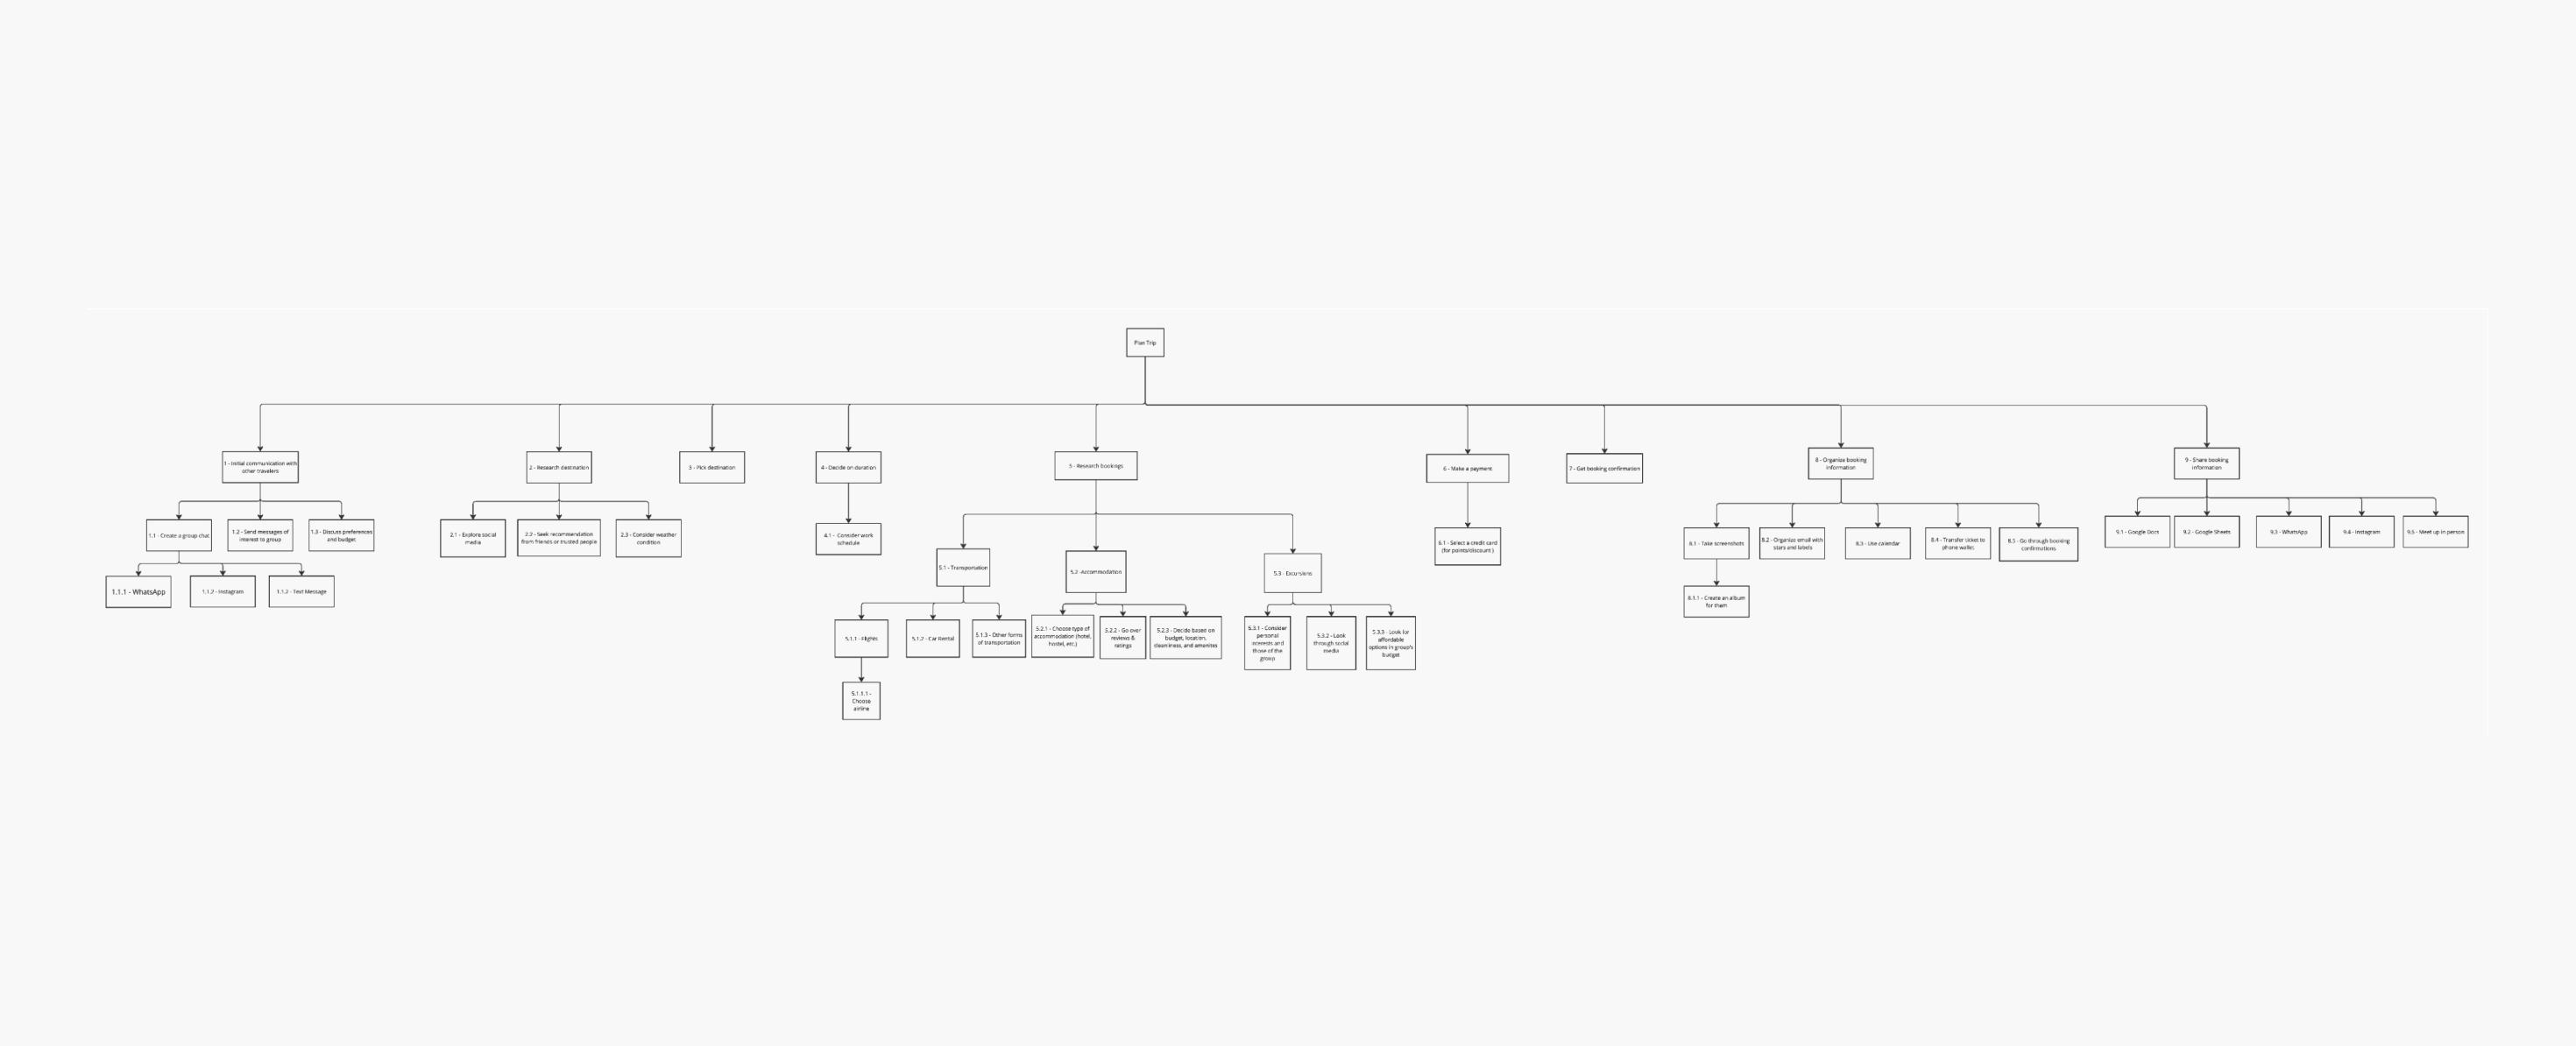 Plan Trip
1 - Initial communication with
other travelers
2 - Research destination
3 - Pick destination
4 - Decide on duration
5 - Research bookings
6 - Make a payment
7 - Get booking confirmation
8 - Organize booking
information
9 - Share booking
information
1.1 - Create a group chat
1.2 - Send messages of
interest to group
1.3 - Discuss preferences
and budget
1.1.1 - WhatsApp
1.1.2 - Instagram
1.1.2 - Text Message
2.1 - Explore social
media
2.2 - Seek recommendation
from friends or trusted people
2.3 - Consider weather
condition
4.1 - Consider work
schedule
5.1 - Transportation
5.2 -Accommodation
5.3 - Excursions
5.1.1 - Flights
5.1.2 - Car Rental
5.1.3 - Other forms
of transportation
5.1.1.1 -
Choose
airline
5.2.1 - Choose type of
accommodation (hotel,
hostel, etc.)
5.2.2 - Go over
reviews &
ratings
5.2.3 - Decide based on
budget, location,
cleanliness, and amenites
5.3.1 - Consider
personal
interests and
those of the
group
5.3.2 - Look
through social
media
5.3.3 - Look for
affordable
options in group's
budget
6.1 - Select a credit card
(for points/discount )
8.1 - Take screenshots
8.2 - Organize email with
stars and labels
8.3 - Use calendar
8.4 - Transfer ticket to
phone wallet
8.5 - Go through booking
confirmations
8.1.1 - Create an album
for them
9.1 - Google Docs
9.2 - Google Sheets
9.3 - WhatsApp
9.4 - Instagram
9.5 - Meet up in person